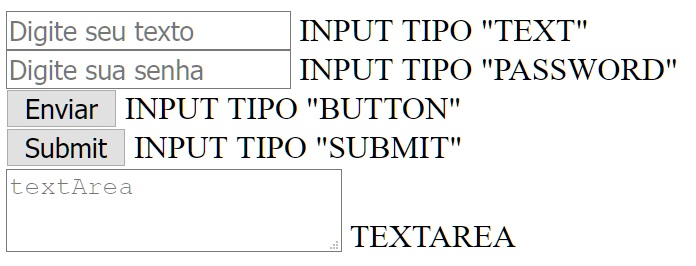 Digite seu texto INPUT TIPO "TEXT"
Digite sua senha INPUT TIPO "PASSWORD"
Enviar INPUT TIPO "BUTTON"
Submit INPUT TIPO "SUBMIT"
textArea
TEXTAREA